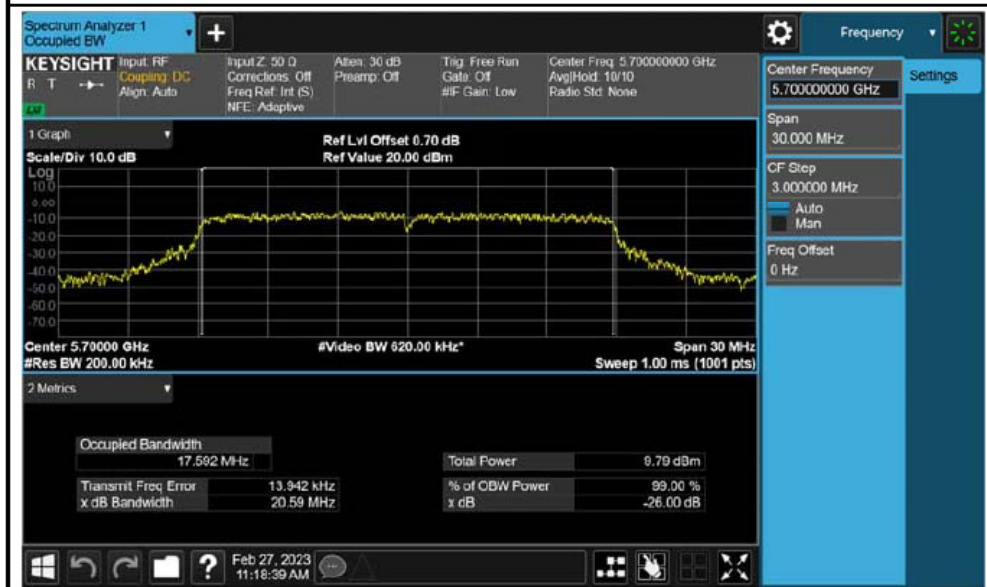 Spectrum Analyzer 1
Occupied BW
+
Frequency
KEYSIGHT
R T
Input: RF
Coupling: DC
Align: Auto
Input Z: 50 Ω
Corrections: Off
Freq Ref: Int (S)
NFE: Adaptive
Atten: 30 dB
Preamp: Off
Trig: Free Run
Gate: Off
#IF Gain: Low
Center Freq: 5.700000000 GHz
Avg|Hold: 10/10
Radio Std: None
Center Frequency
5.700000000 GHz
Settings
Span
30.000 MHz
CF Step
3.000000 MHz
Auto
Man
Freq Offset
0 Hz
1 Graph
Scale/Div 10.0 dB
Ref Lvl Offset 0.70 dB
Ref Value 20.00 dBm
Log
10.0
0.00
-10.0
-20.0
-30.0
-40.0
-50.0
-60.0
-70.0
Center 5.70000 GHz
#Res BW 200.00 kHz
#Video BW 620.00 kHz*
Span 30 MHz
Sweep 1.00 ms (1001 pts)
2 Metrics
Occupied Bandwidth
17.592 MHz
Total Power 9.79 dBm
Transmit Freq Error 13.942 kHz
% of OBW Power 99.00 %
x dB Bandwidth 20.59 MHz
x dB -26.00 dB
?
Feb 27, 2023
11:18:39 AM